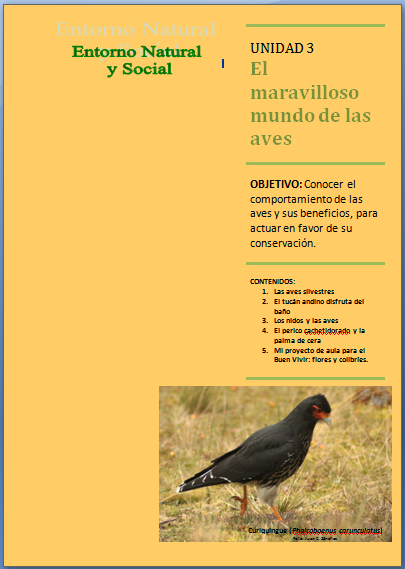 Entorno Natural
y Social
UNIDAD 3
El
maravilloso
mundo de las
aves
OBJETIVO: Conocer el
comportamiento de las
aves y sus beneficios, para
actuar en favor de su
conservación.
CONTENIDOS:
1. Las aves silvestres
2. El tucán andino disfruta del
baño
3. Los nidos y las aves
4. El perico cachetidorado y la
palma de cera
5. Mi proyecto de aula para el
Buen Vivir: flores y colibríes.
Curiquingue (Phalcoboenus carunculatus)